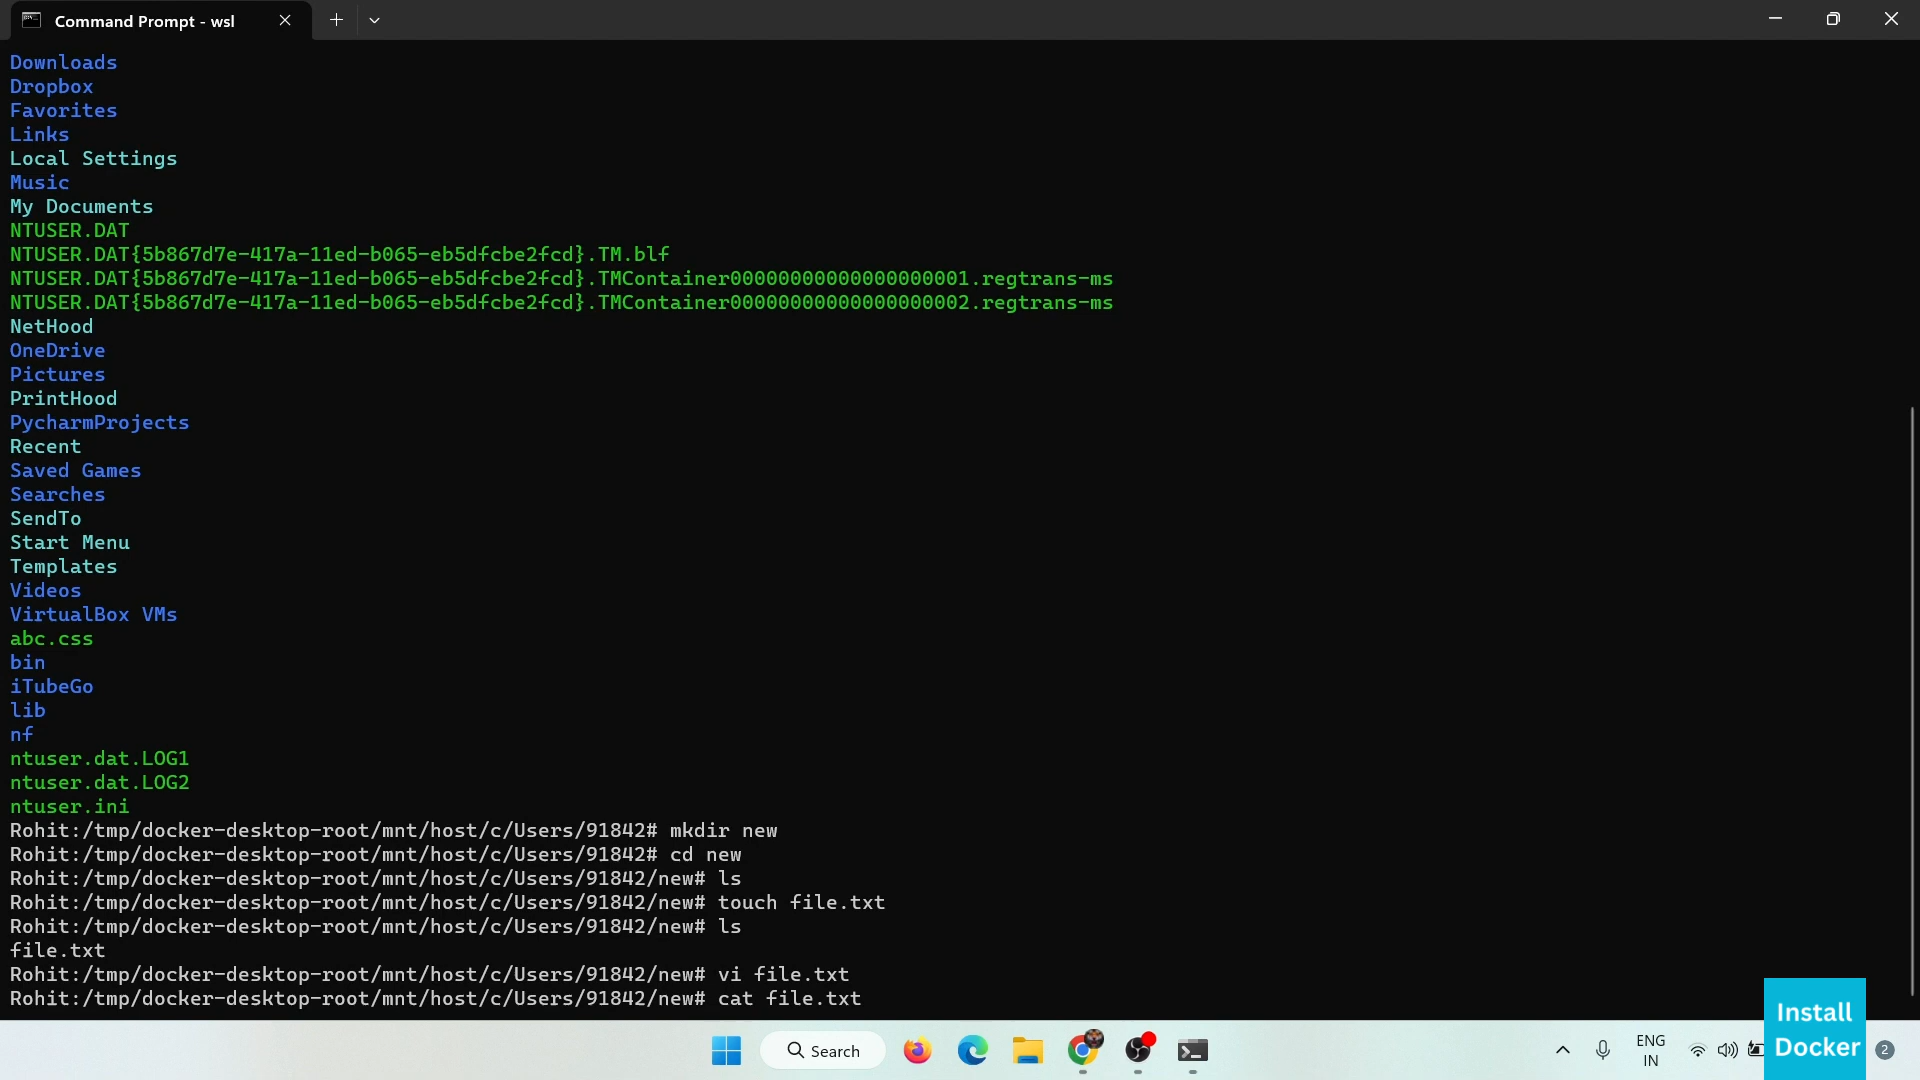 Command Prompt - wsl
Downloads
Dropbox
Favorites
Links
Local Settings
Music
My Documents
NTUSER.DAT
NTUSER.DAT{5b867d7e-417a-11ed-b065-eb5dfcbe2fcd}.TM.blf
NTUSER.DAT{5b867d7e-417a-11ed-b065-eb5dfcbe2fcd}.TMContainer00000000000000000001.regtrans-ms
NTUSER.DAT{5b867d7e-417a-11ed-b065-eb5dfcbe2fcd}.TMContainer00000000000000000002.regtrans-ms
NetHood
OneDrive
Pictures
PrintHood
PycharmProjects
Recent
Saved Games
Searches
SendTo
Start Menu
Templates
Videos
VirtualBox VMs
abc.css
bin
iTubeGo
lib
nf
ntuser.dat.LOG1
ntuser.dat.LOG2
ntuser.ini
Rohit:/tmp/docker-desktop-root/mnt/host/c/Users/91842# mkdir new
Rohit:/tmp/docker-desktop-root/mnt/host/c/Users/91842# cd new
Rohit:/tmp/docker-desktop-root/mnt/host/c/Users/91842/new# ls
Rohit:/tmp/docker-desktop-root/mnt/host/c/Users/91842/new# touch file.txt
Rohit:/tmp/docker-desktop-root/mnt/host/c/Users/91842/new# ls
file.txt
Rohit:/tmp/docker-desktop-root/mnt/host/c/Users/91842/new# vi file.txt
Rohit:/tmp/docker-desktop-root/mnt/host/c/Users/91842/new# cat file.txt
Search
ENG
IN
Install
Docker
2